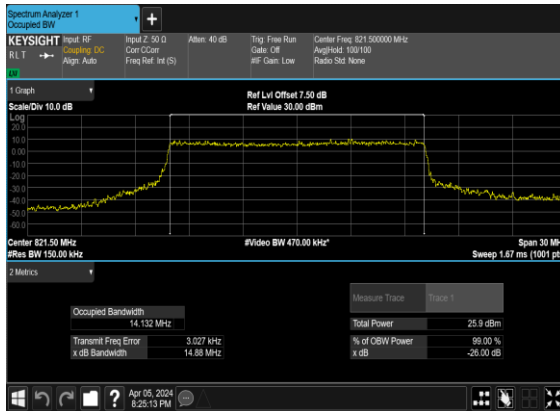 Spectrum Analyzer 1
Occupied BW
KEYSIGHT
Input: RF
Input Z: 50 Ω
Atten: 40 dB
Trig: Free Run
Center Freq: 821.500000 MHz
R L T
Coupling: DC
Corr CCorr
Gate: Off
Avg|Hold: 100/100
Align: Auto
Freq Ref: Int (S)
#IF Gain: Low
Radio Std: None
1 Graph
Ref Lvl Offset 7.50 dB
Scale/Div 10.0 dB
Ref Value 30.00 dBm
Log
20.0
10.0
0.00
-10.0
-20.0
-30.0
-40.0
-50.0
-60.0
Center 821.50 MHz
#Video BW 470.00 kHz*
Span 30 MH
#Res BW 150.00 kHz
Sweep 1.67 ms (1001 pt
2 Metrics
Measure Trace
Trace 1
Occupied Bandwidth
14.132 MHz
Total Power
25.9 dBm
Transmit Freq Error
3.027 kHz
% of OBW Power
99.00 %
x dB Bandwidth
14.88 MHz
x dB
-26.00 dB
Apr 05, 2024
8:25:13 PM